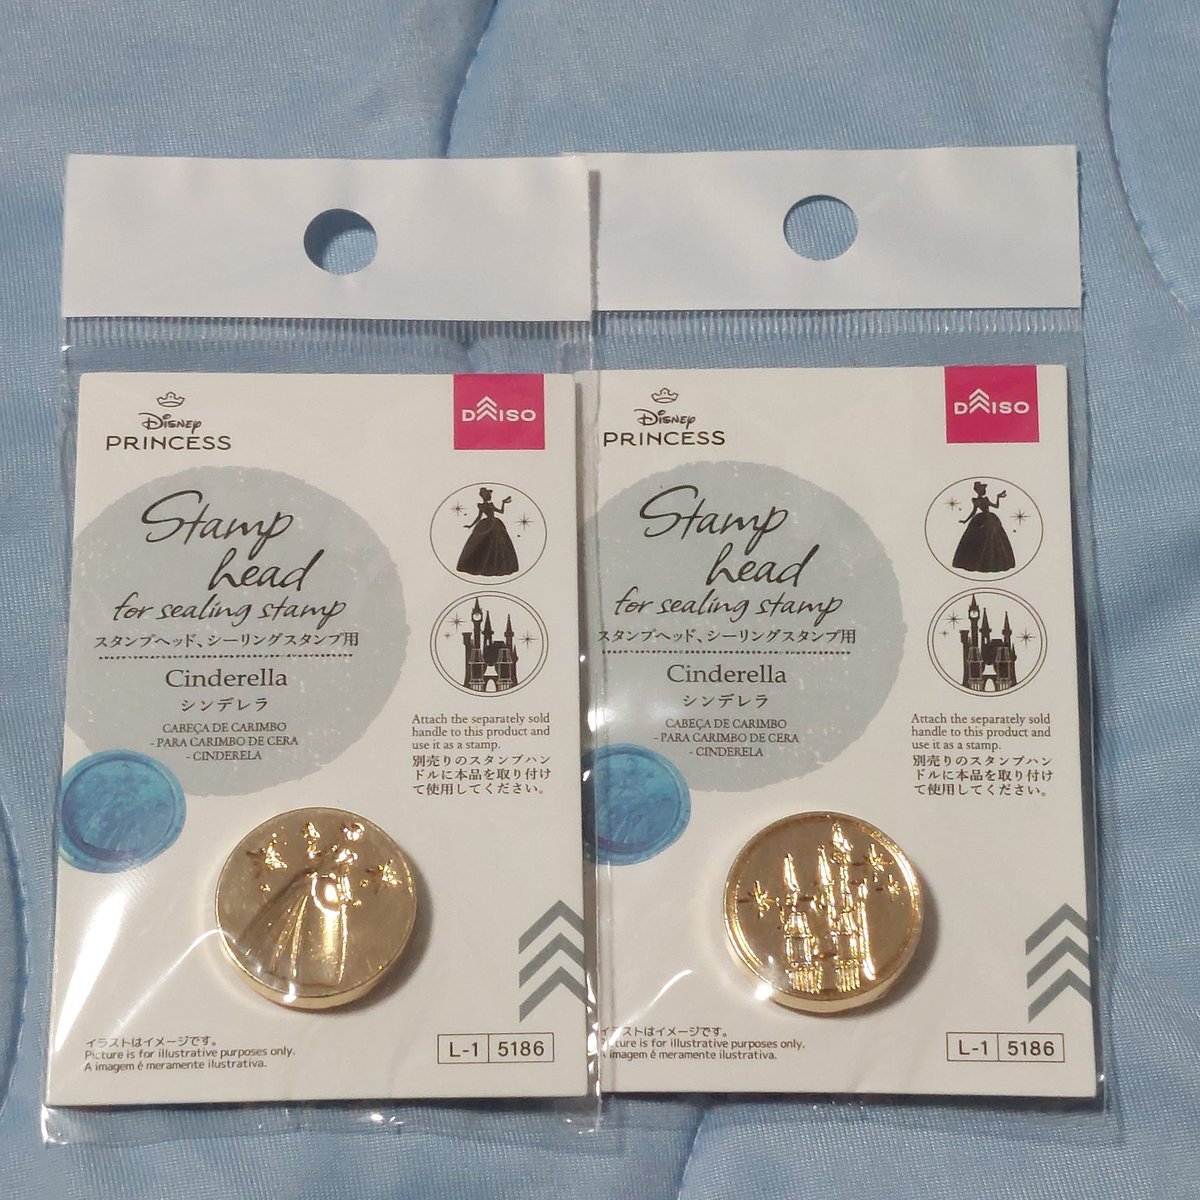 Disney
PRINCESS
DAISO
Stamp
head
for sealing stamp
スタンプヘッド、シーリングスタンプ用
Cinderella
シンデレラ
CABEÇA DE CARIMBO
- PARA CARIMBO DE CERA
- CINDERELA
Attach the separately sold
handle to this product and
use it as a stamp.
別売りのスタンプハン
ドルに本品を取り付け
て使用してください。
イラストはイメージです。
Picture is for illustrative purposes only.
A imagem é meramente ilustrativa.
L-1 5186
Disney
PRINCESS
DAISO
Stamp
head
for sealing stamp
スタンプヘッド、シーリングスタンプ用
Cinderella
シンデレラ
CABEÇA DE CARIMBO
- PARA CARIMBO DE CERA
- CINDERELA
Attach the separately sold
handle to this product and
use it as a stamp.
別売りのスタンプハン
ドルに本品を取り付け
て使用してください。
イラストはイメージです。
Picture is for illustrative purposes only.
A imagem é meramente ilustrativa.
L-1 5186